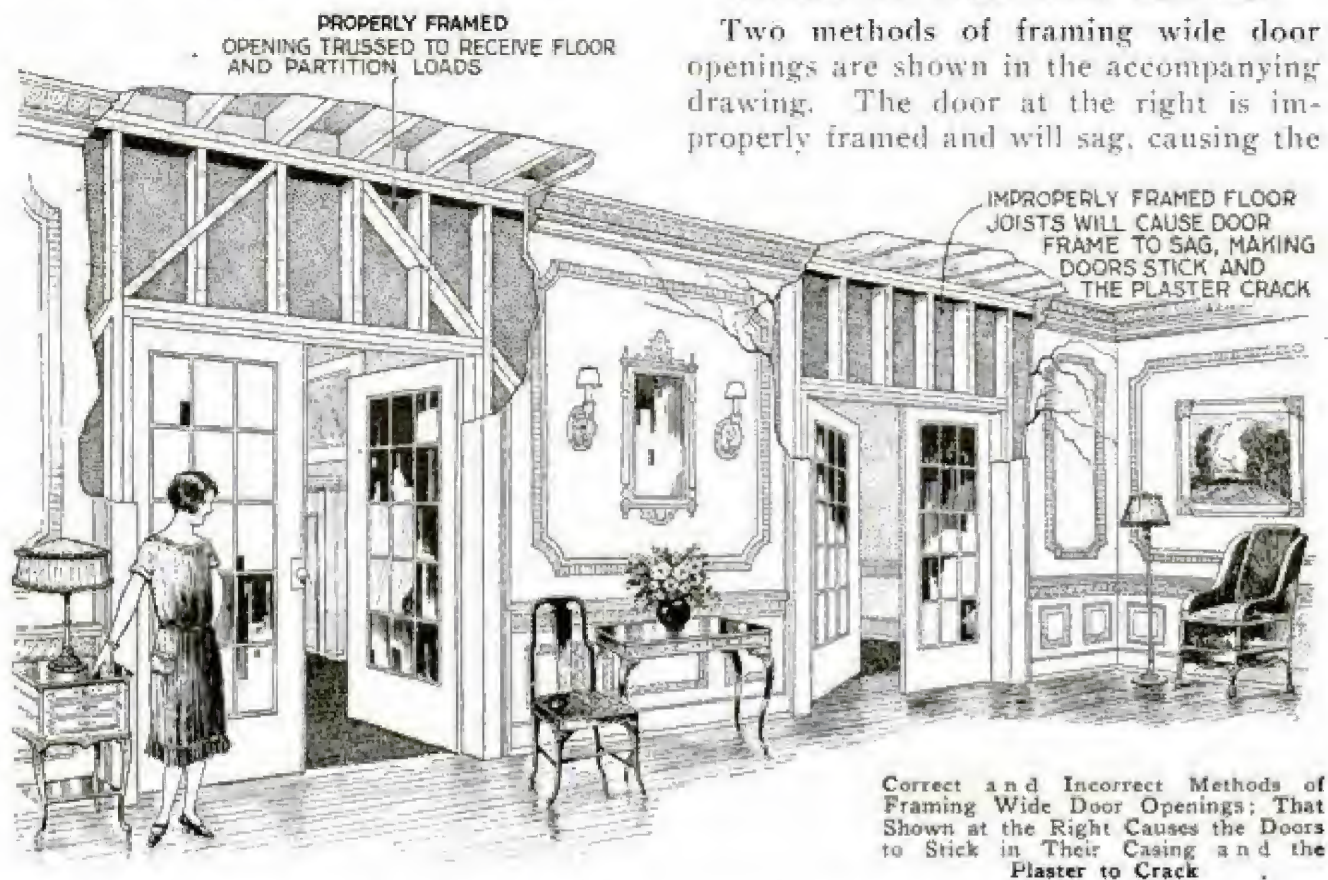 PROPERLY FRAMED
OPENING TRUSSED TO RECEIVE FLOOR
AND PARTITION LOADS
Two methods of framing wide door
openings are shown in the accompanying
drawing. The door at the right is im-
properly framed and will sag, causing the
IMPROPERLY FRAMED FLOOR
JOISTS WILL CAUSE DOOR
FRAME TO SAG, MAKING
DOORS STICK AND
THE PLASTER CRACK
Correct and Incorrect Methods of
Framing Wide Door Openings; That
Shown at the Right Causes the Doors
to Stick in Their Casing and the
Plaster to Crack